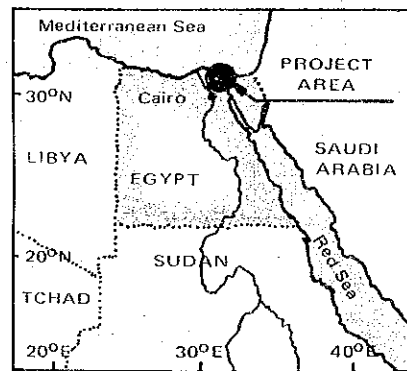 Mediterranean Sea
PROJECT
AREA
30°N
Cairo
LIBYA
SAUDI
ARABIA
EGYPT
20°N
SUDAN
Red Sea
TCHAD
20°E
30°E
40°E